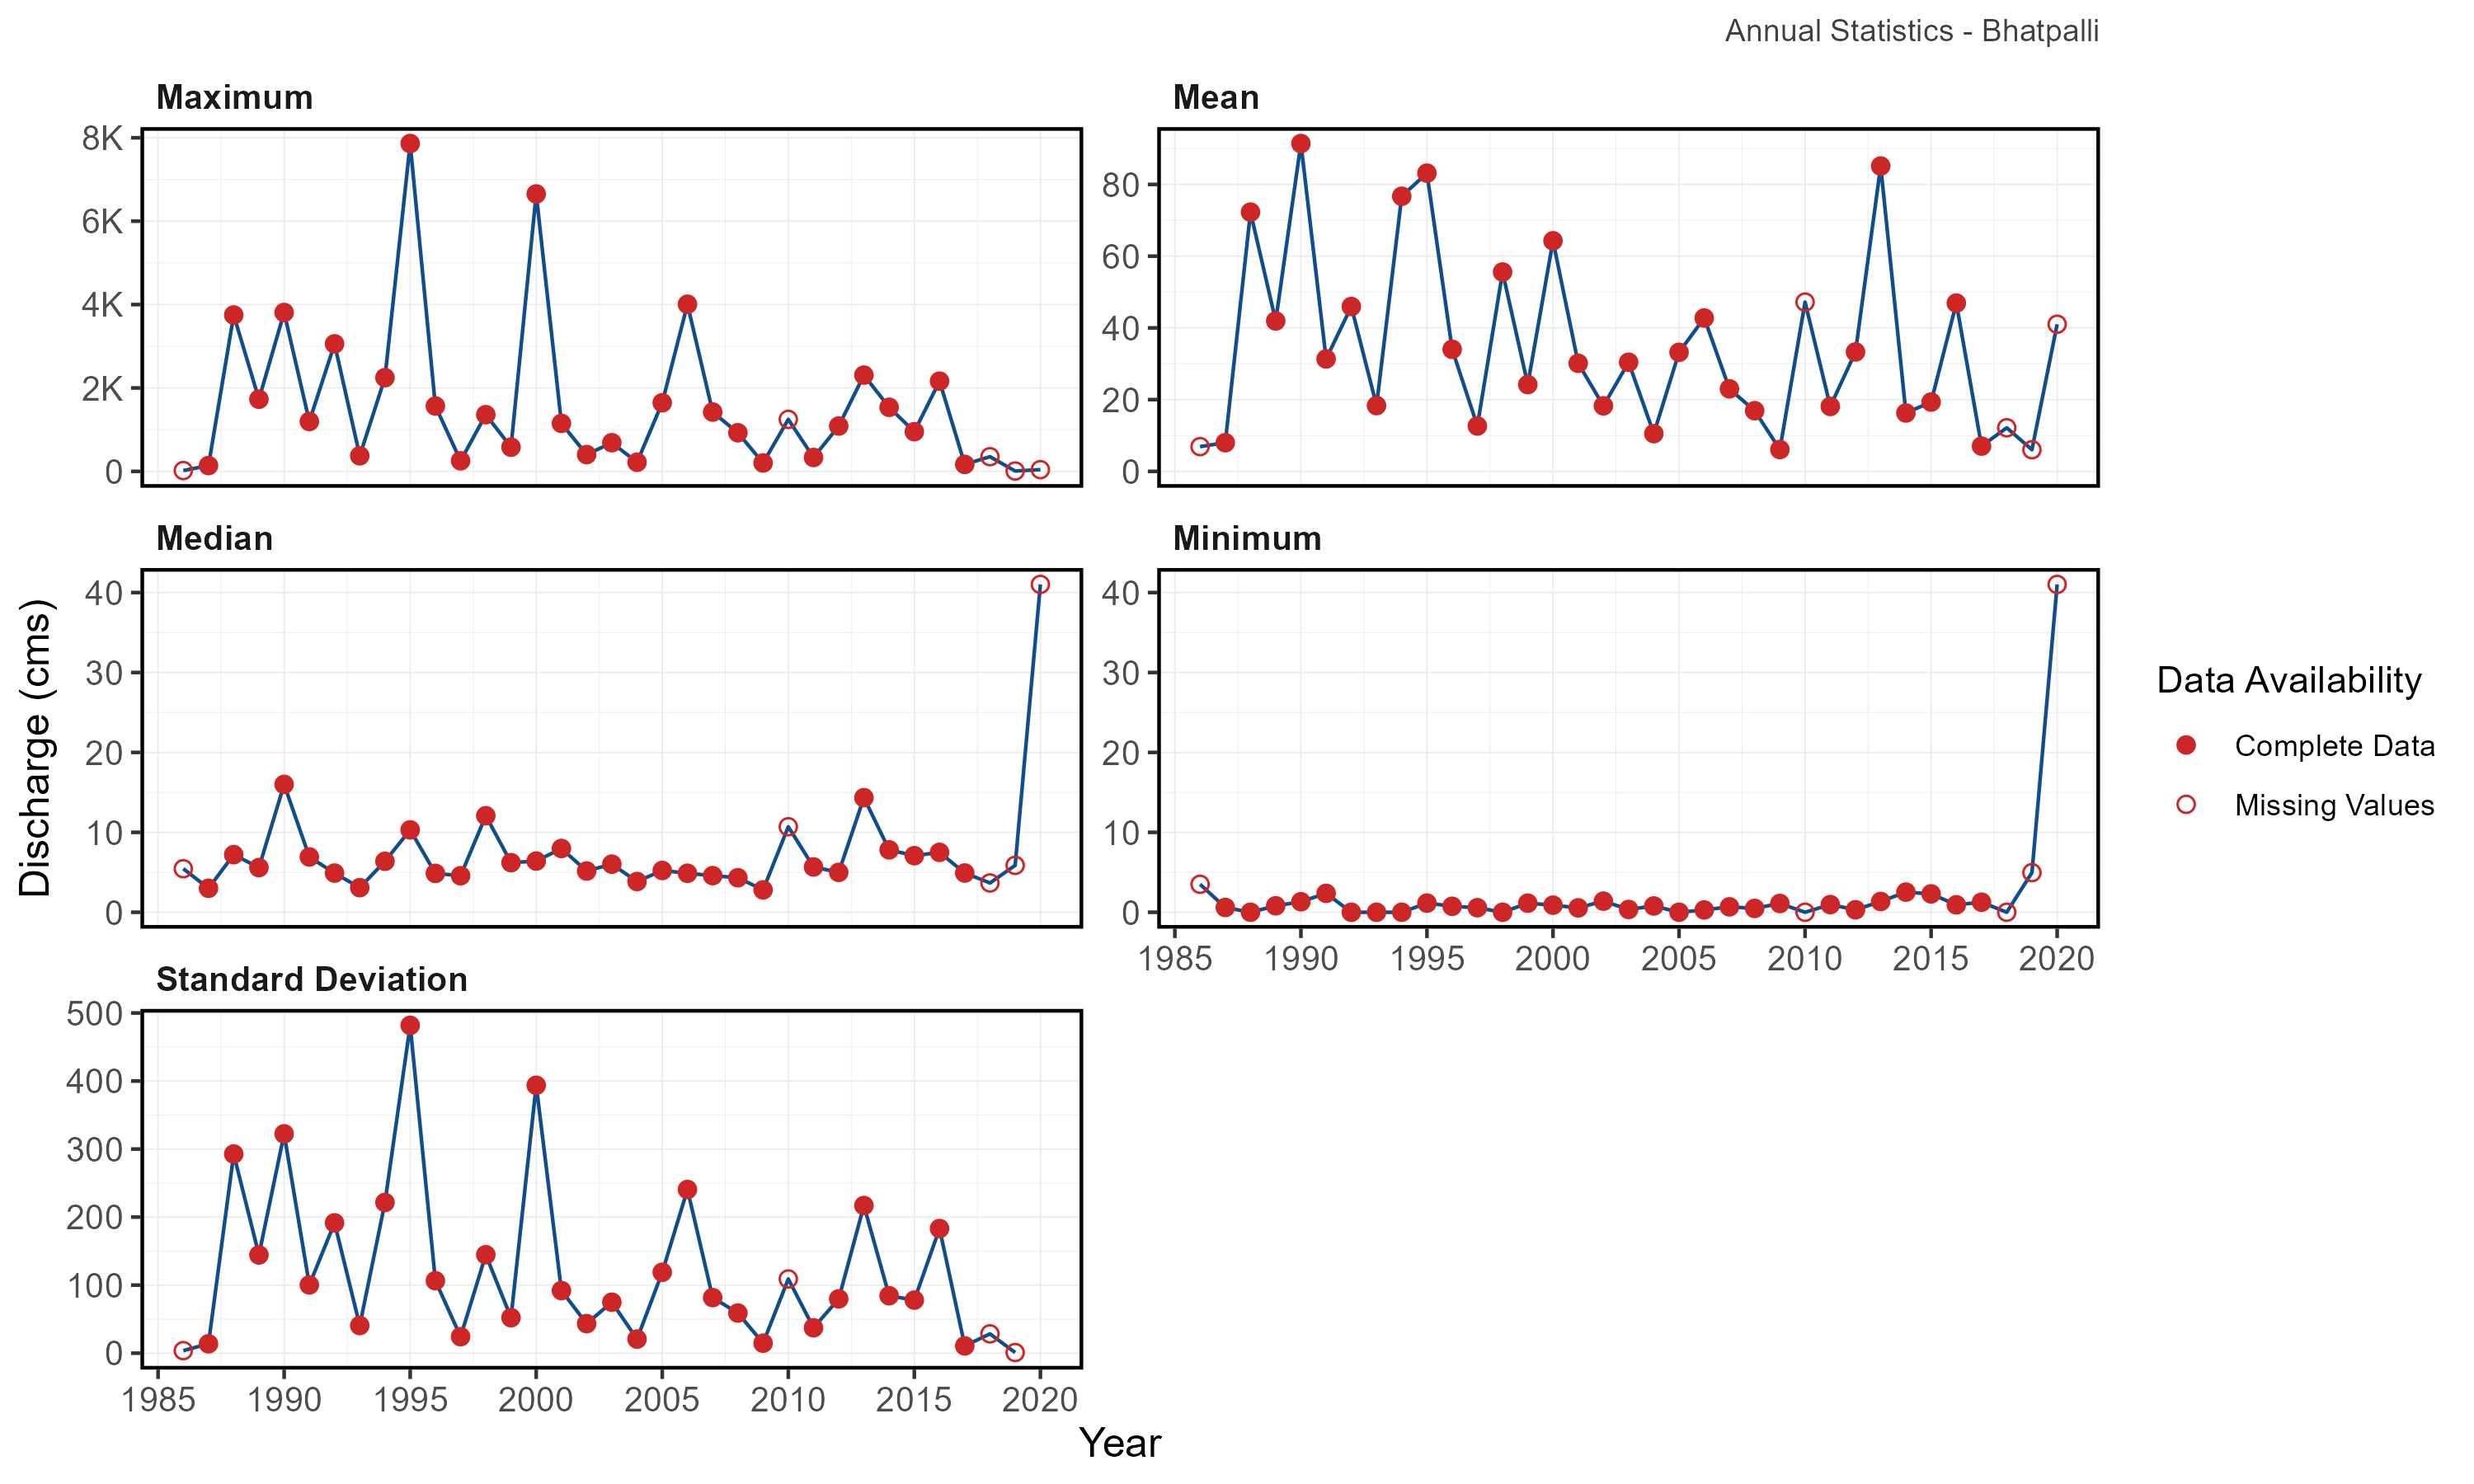 Annual Statistics - Bhatpalli
Maximum
8K
6K
4K
2K
0
Mean
80
60
40
20
0
Median
40
30
20
10
0
Minimum
40
30
20
10
0
1985 1990 1995 2000 2005 2010 2015 2020
Standard Deviation
500
400
300
200
100
0
1985 1990 1995 2000 2005 2010 2015 2020
Discharge (cms)
Year
Data Availability
Complete Data
Missing Values